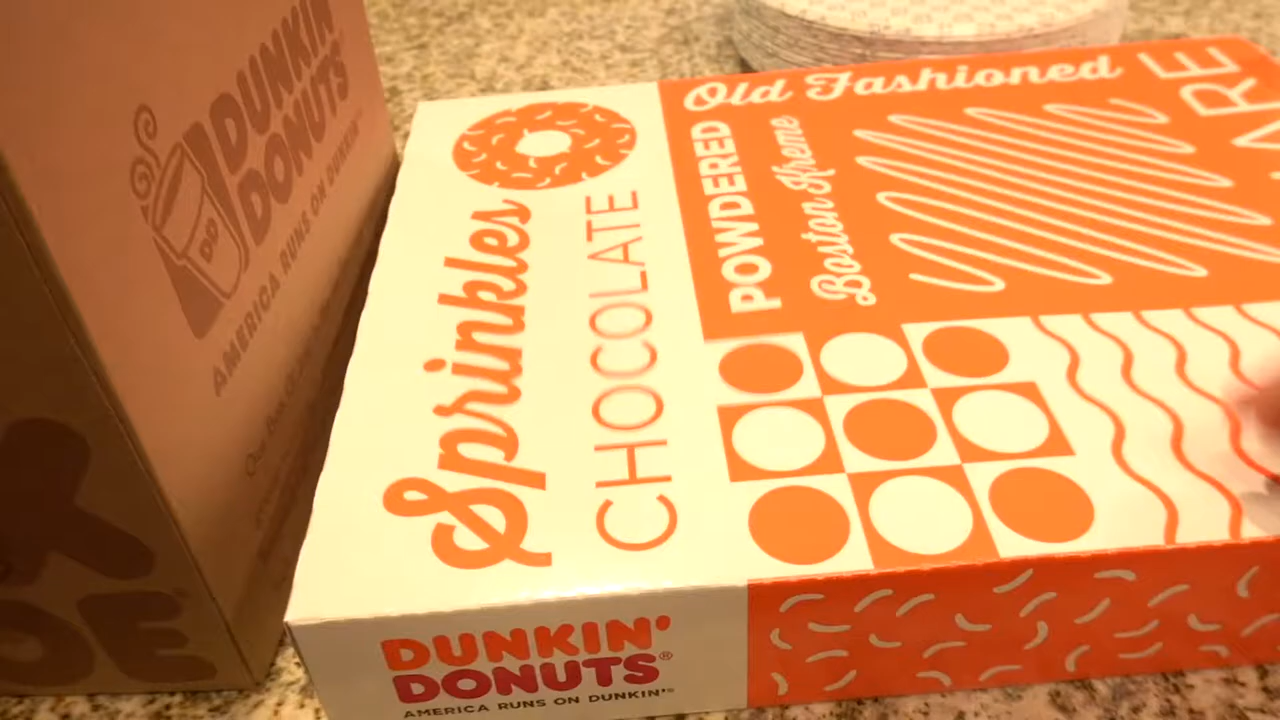 DUNKIN'
DONUTS
AMERICA RUNS ON DUNKIN'
DD
Sprinkles
CHOCOLATE
POWDERED
Boston Kreme
Old Fashioned
DUNKIN'
DONUTS®
AMERICA RUNS ON DUNKIN'®